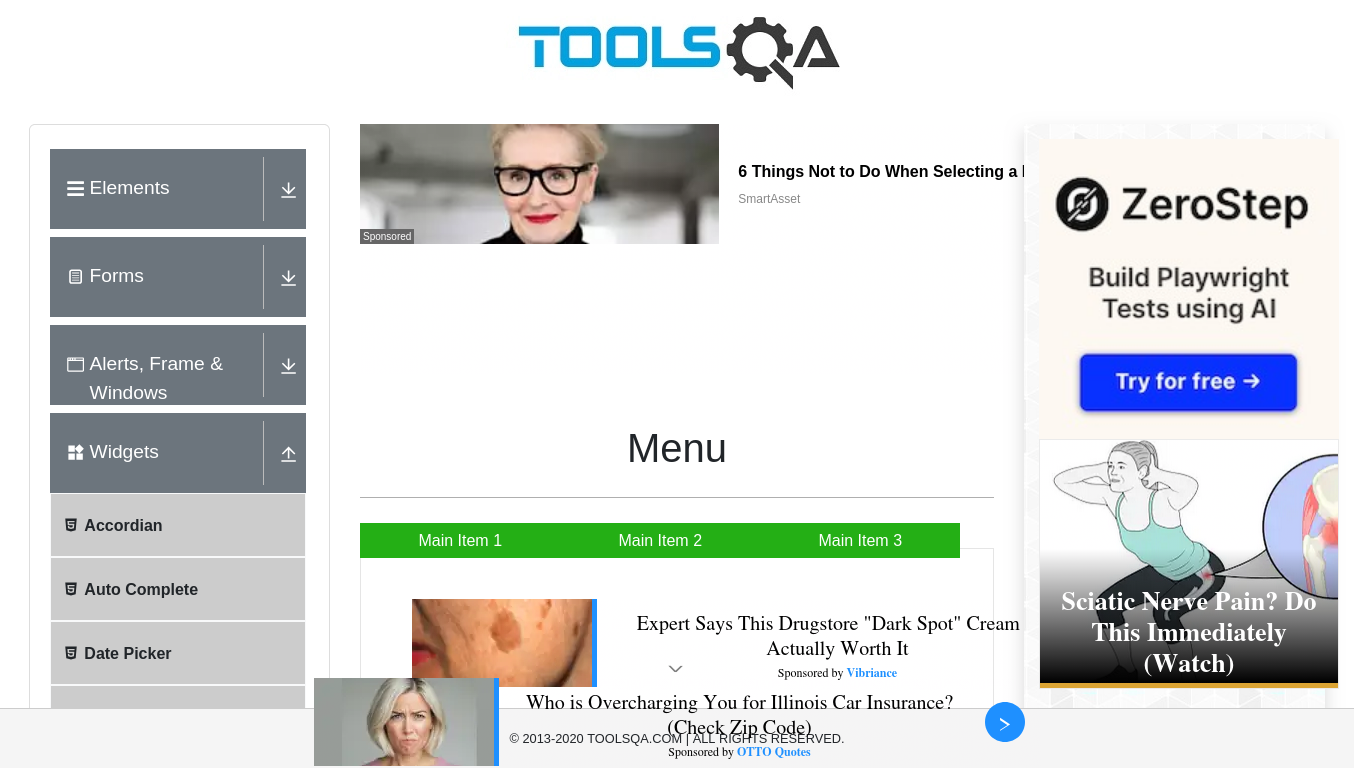 TOOLSQA
Elements
Forms
Alerts, Frame &
Windows
Widgets
Accordian
Auto Complete
Date Picker
Sponsored
6 Things Not to Do When Selecting a
SmartAsset
Menu
Main Item 1
Main Item 2
Main Item 3
Expert Says This Drugstore "Dark Spot" Cream
Actually Worth It
Sponsored by Vibriance
Who is Overcharging You for Illinois Car Insurance?
(Check Zip Code)
Sponsored by OTTO Quotes
© 2013-2020 TOOLSQA.COM | ALL RIGHTS RESERVED.
ZeroStep
Build Playwright
Tests using AI
Try for free →
Sciatic Nerve Pain? Do
This Immediately
(Watch)